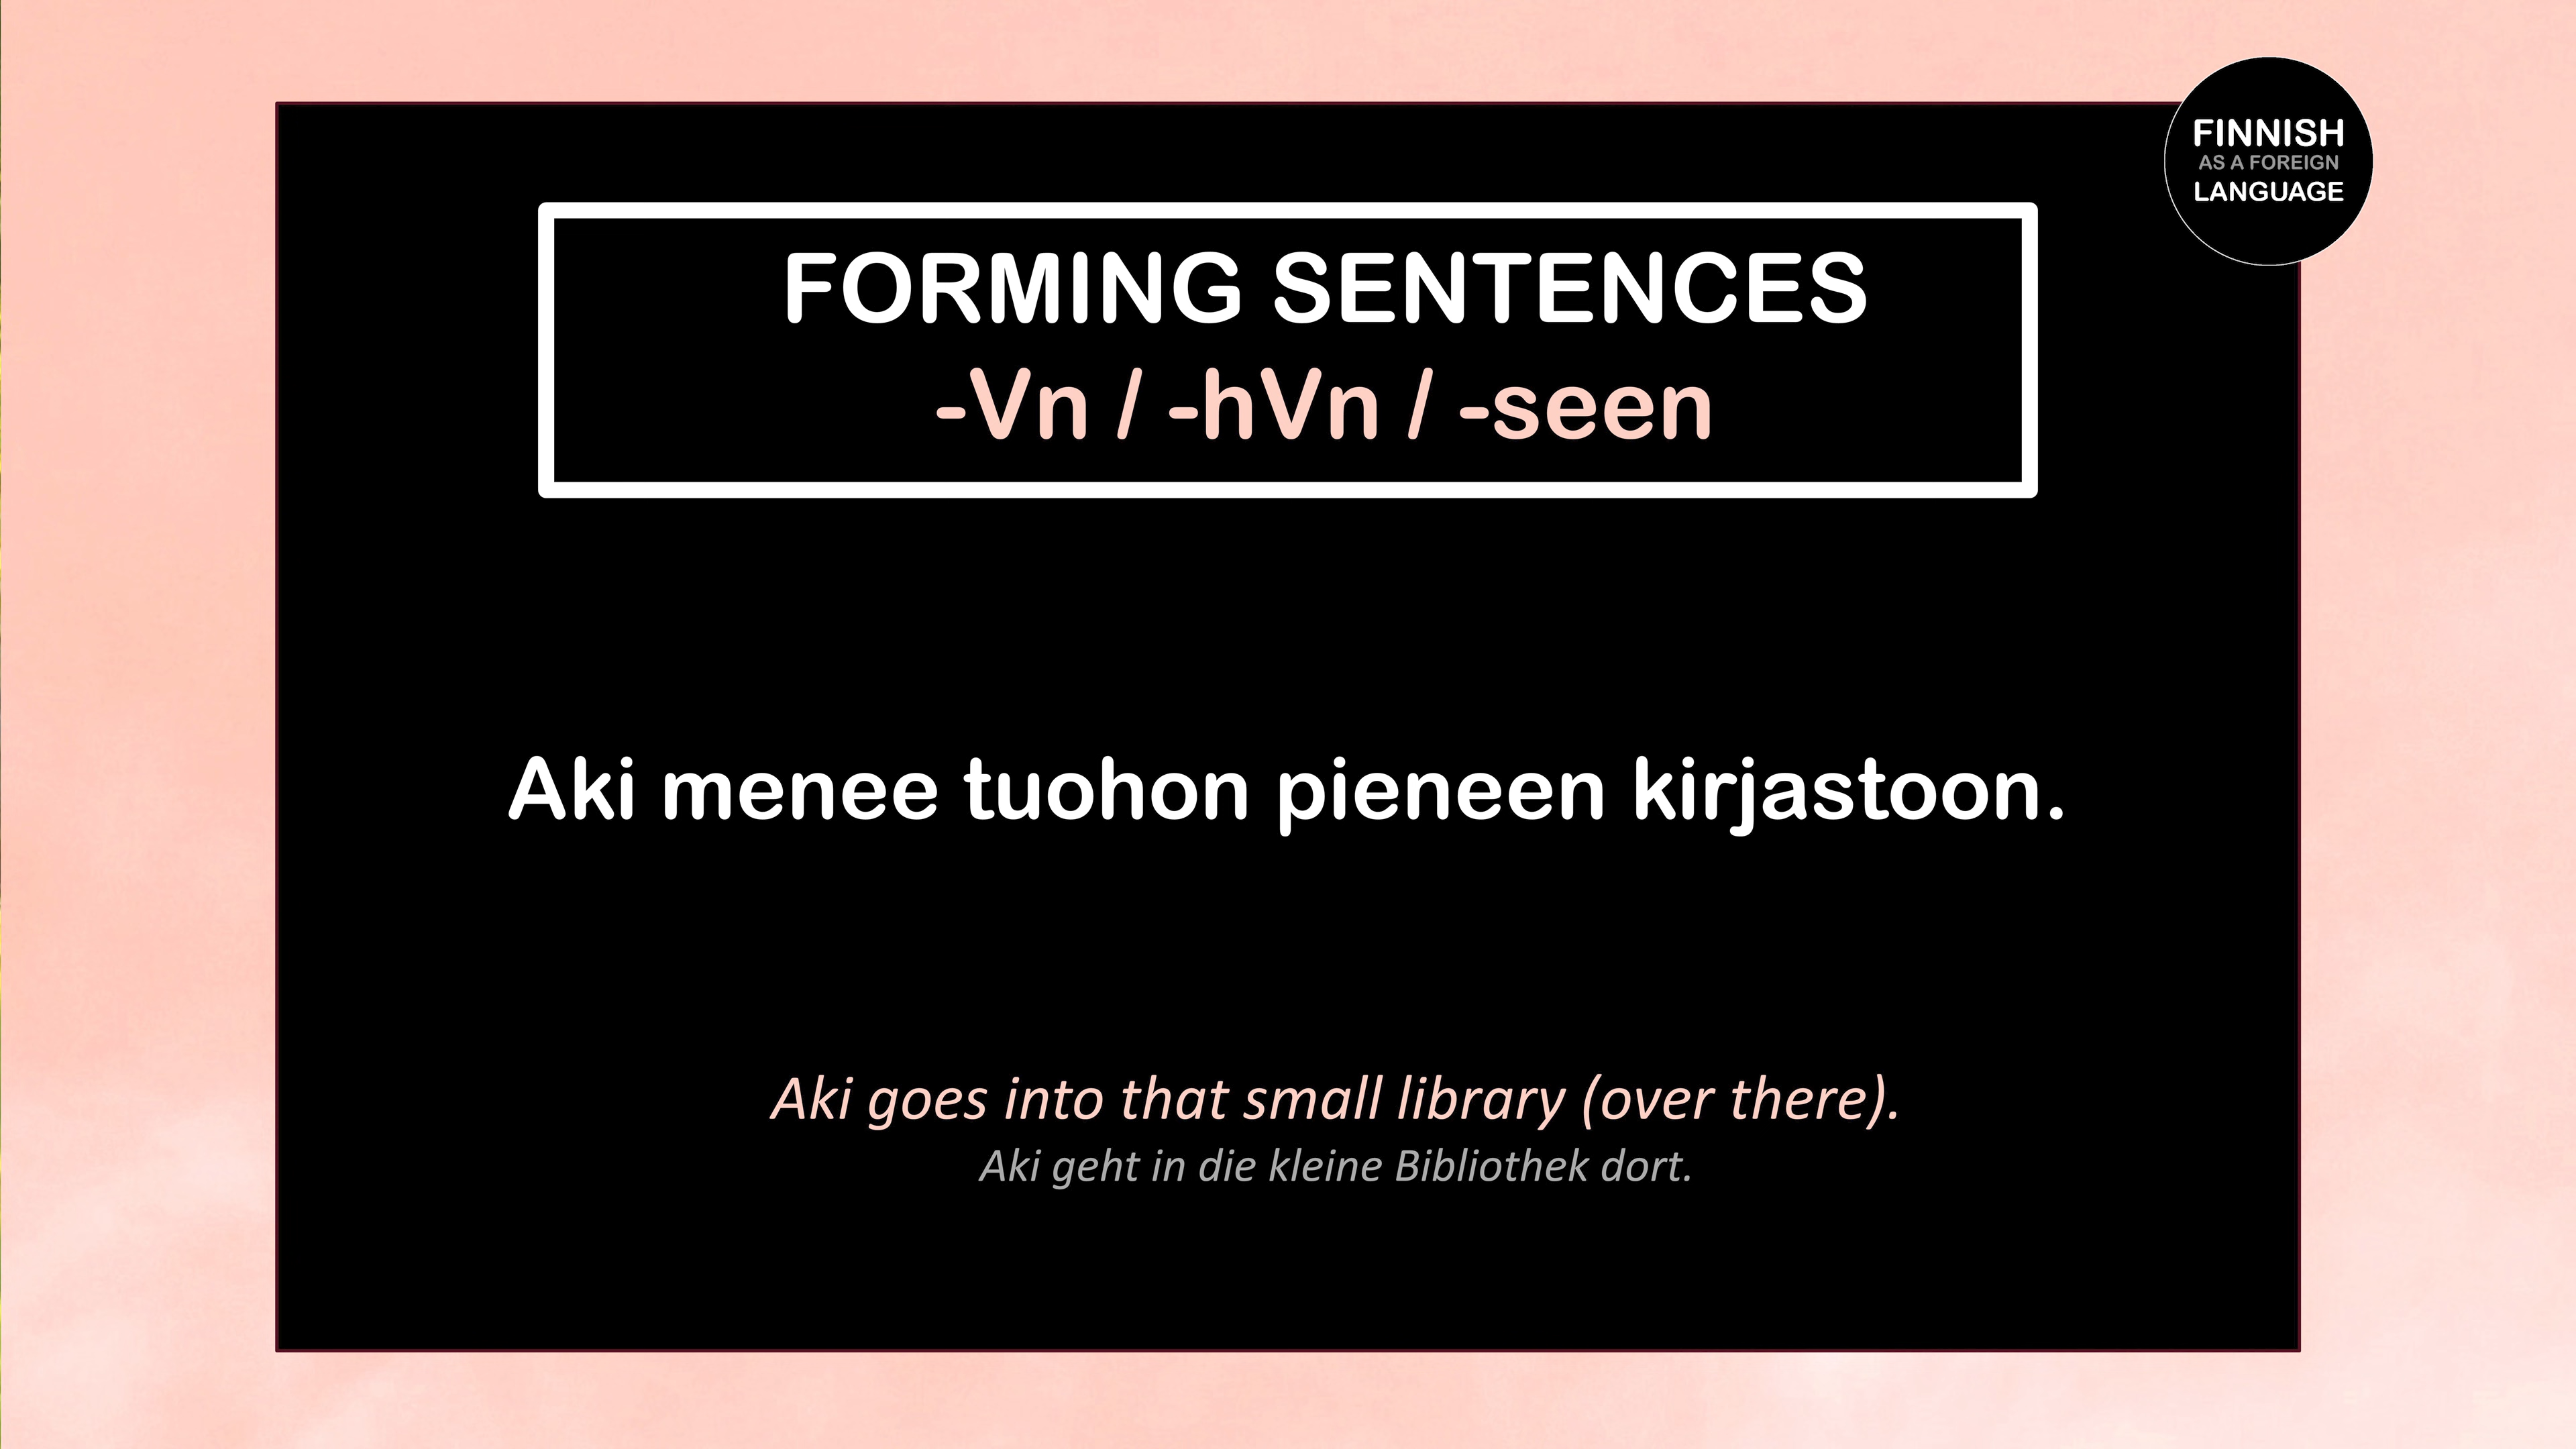 FINNISH
AS A FOREIGN
LANGUAGE
FORMING SENTENCES
-Vn / -hVn / -seen
Aki menee tuohon pieneen kirjastoon.
Aki goes into that small library (over there).
Aki geht in die kleine Bibliothek dort.